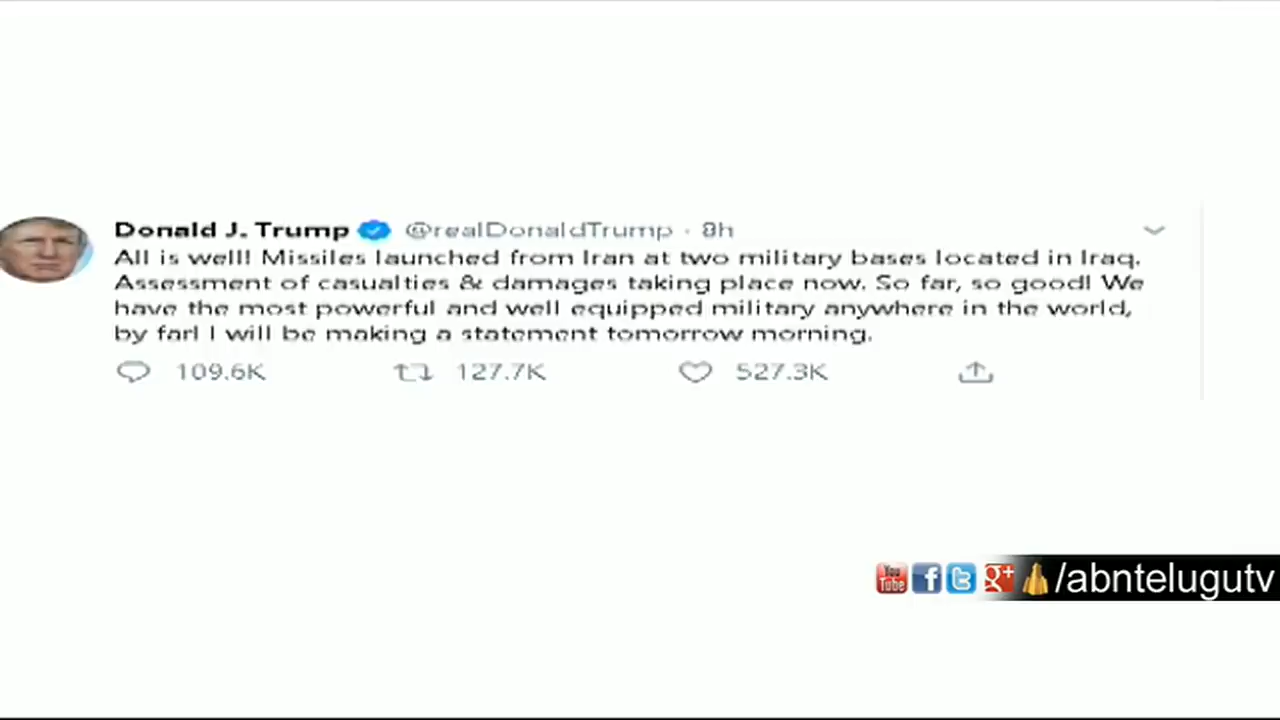 Donald J. Trump @realDonaldTrump · 8h
All is well! Missiles launched from Iran at two military bases located in Iraq.
Assessment of casualties & damages taking place now. So far, so good! We
have the most powerful and well equipped military anywhere in the world,
by far! I will be making a statement tomorrow morning.
109.6K 127.7K 527.3K
You Tube f t g+ /abntelugutv